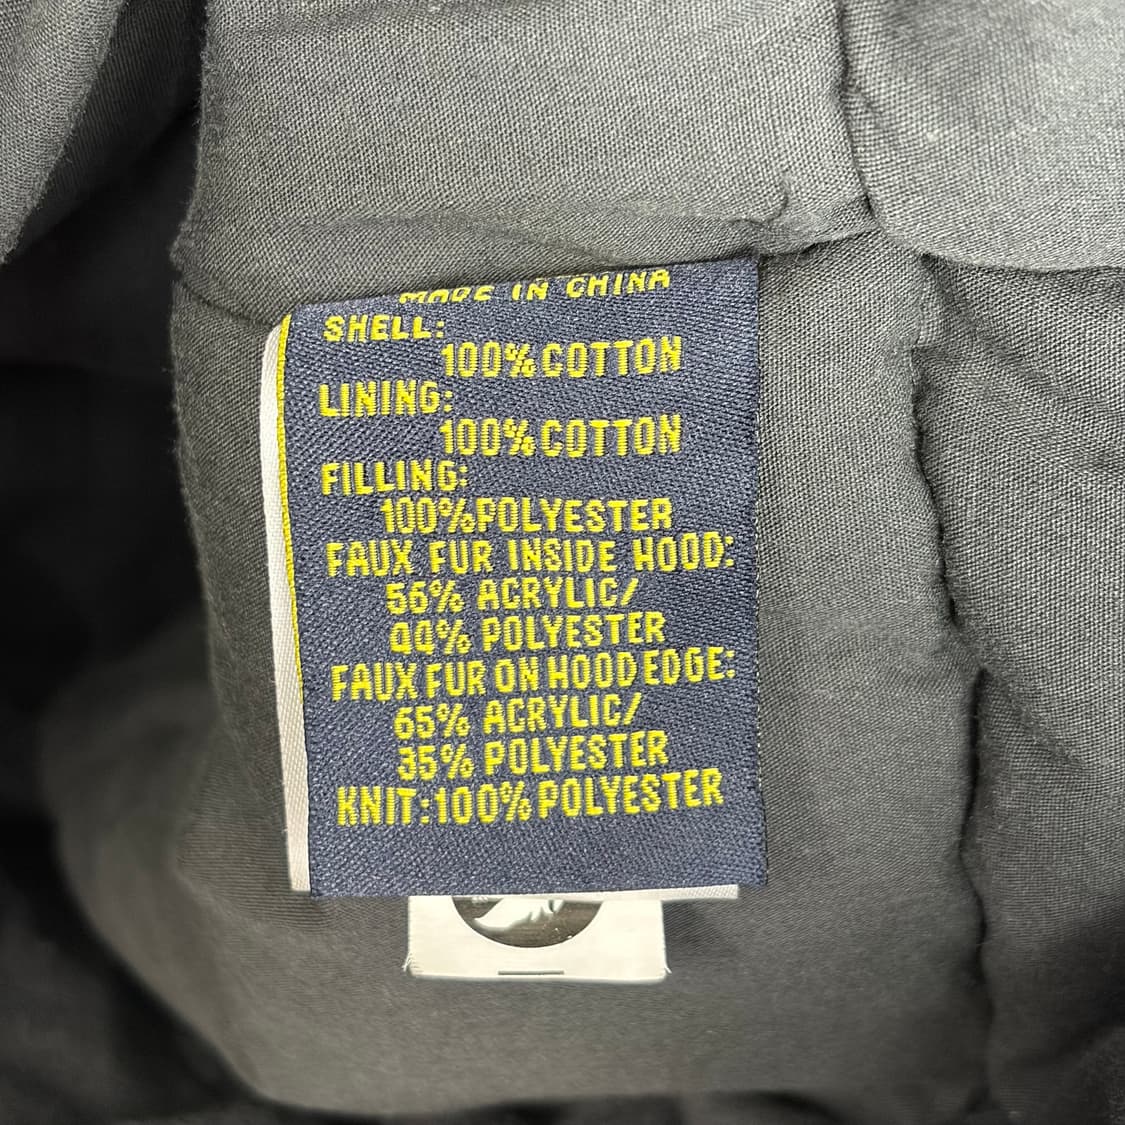 MADE IN CHINA
SHELL:
100% COTTON
LINING:
100% COTTON
FILLING:
100% POLYESTER
FAUX FUR INSIDE HOOD:
56% ACRYLIC/
44% POLYESTER
FAUX FUR ON HOOD EDGE:
65% ACRYLIC/
35% POLYESTER
KNIT:100% POLYESTER